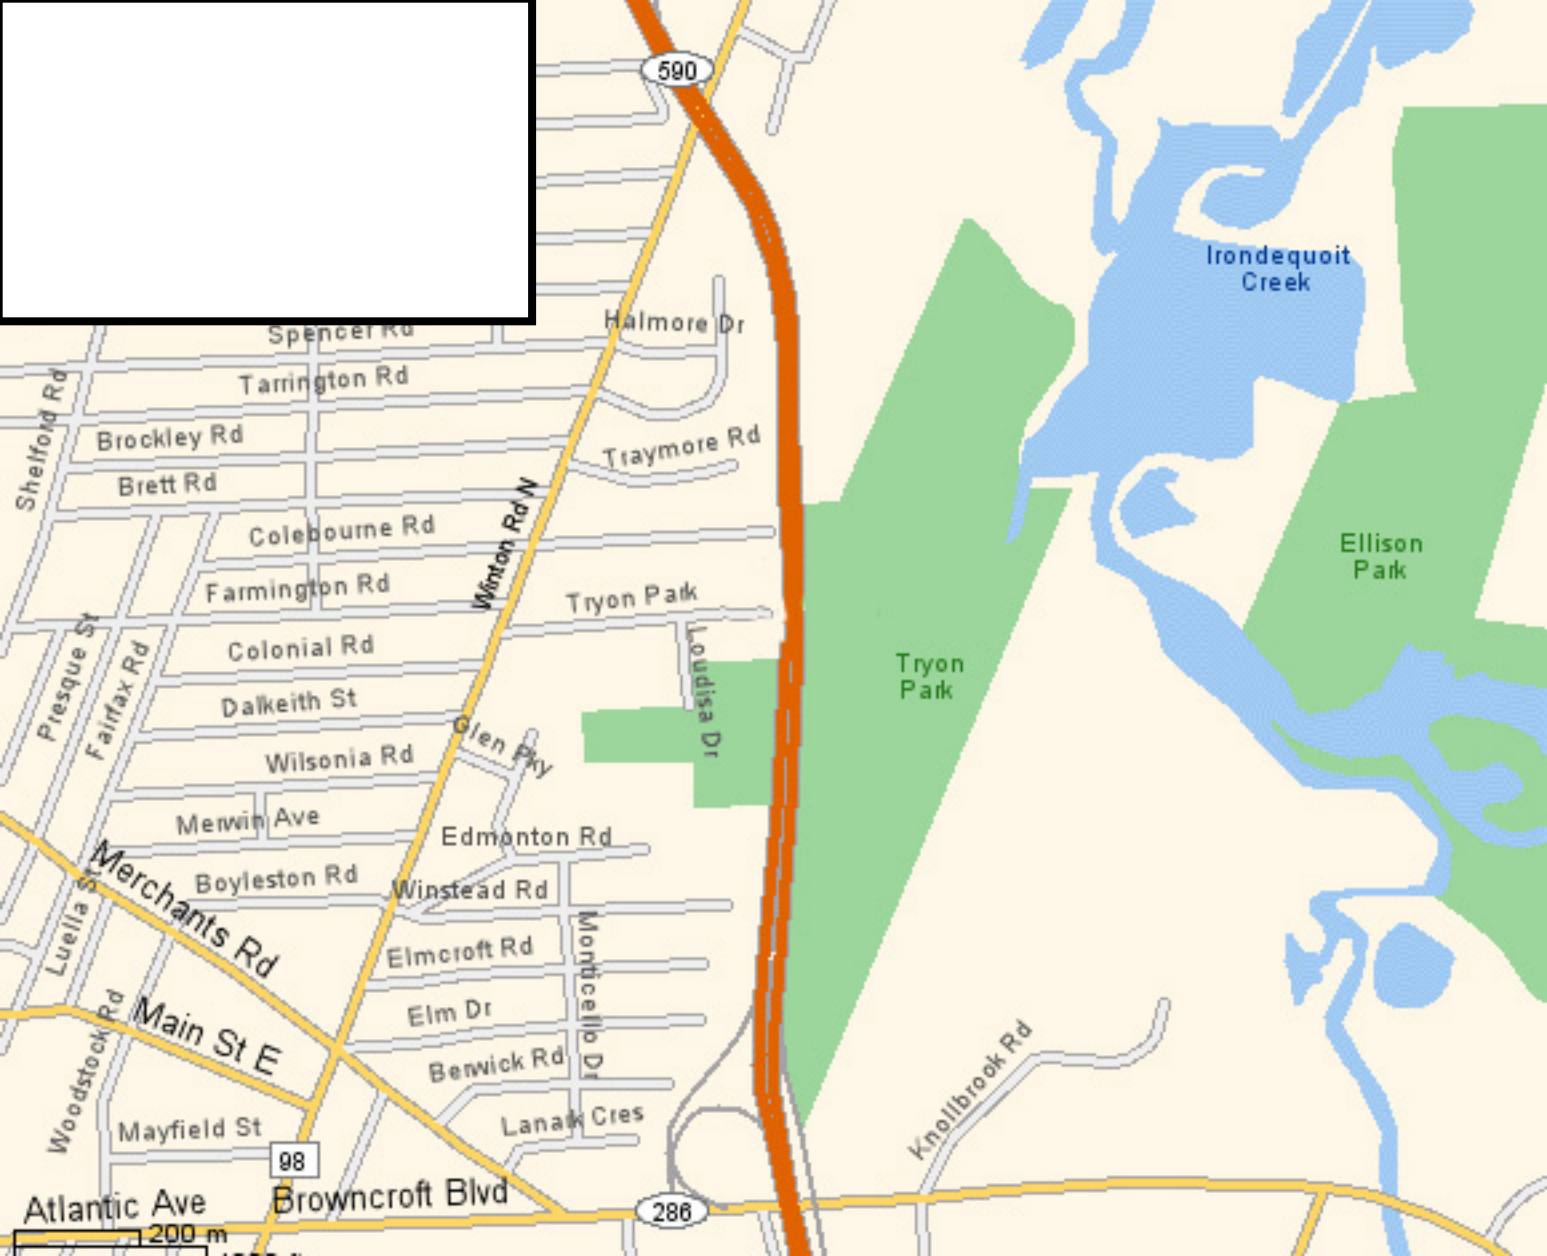 590
Irondequoit
Creek
Spencer Rd
Halmore Dr
Tarrington Rd
Shelford Rd
Brockley Rd
Traymore Rd
Brett Rd
Winton Rd N
Colebourne Rd
Ellison
Park
Farmington Rd
Tryon Park
Colonial Rd
Presque St
Fairfax Rd
Loudisa Dr
Tryon
Park
Dalkeith St
Glen Pky
Wilsonia Rd
Merwin Ave
Edmonton Rd
Merchants Rd
Boyleston Rd
Winstead Rd
Luella St
Elmcroft Rd
Monticello Dr
Elm Dr
Main St E
Woodstock Rd
Berwick Rd
Knollbrook Rd
Lanark Cres
Mayfield St
98
Atlantic Ave
Browncroft Blvd
286
200 m